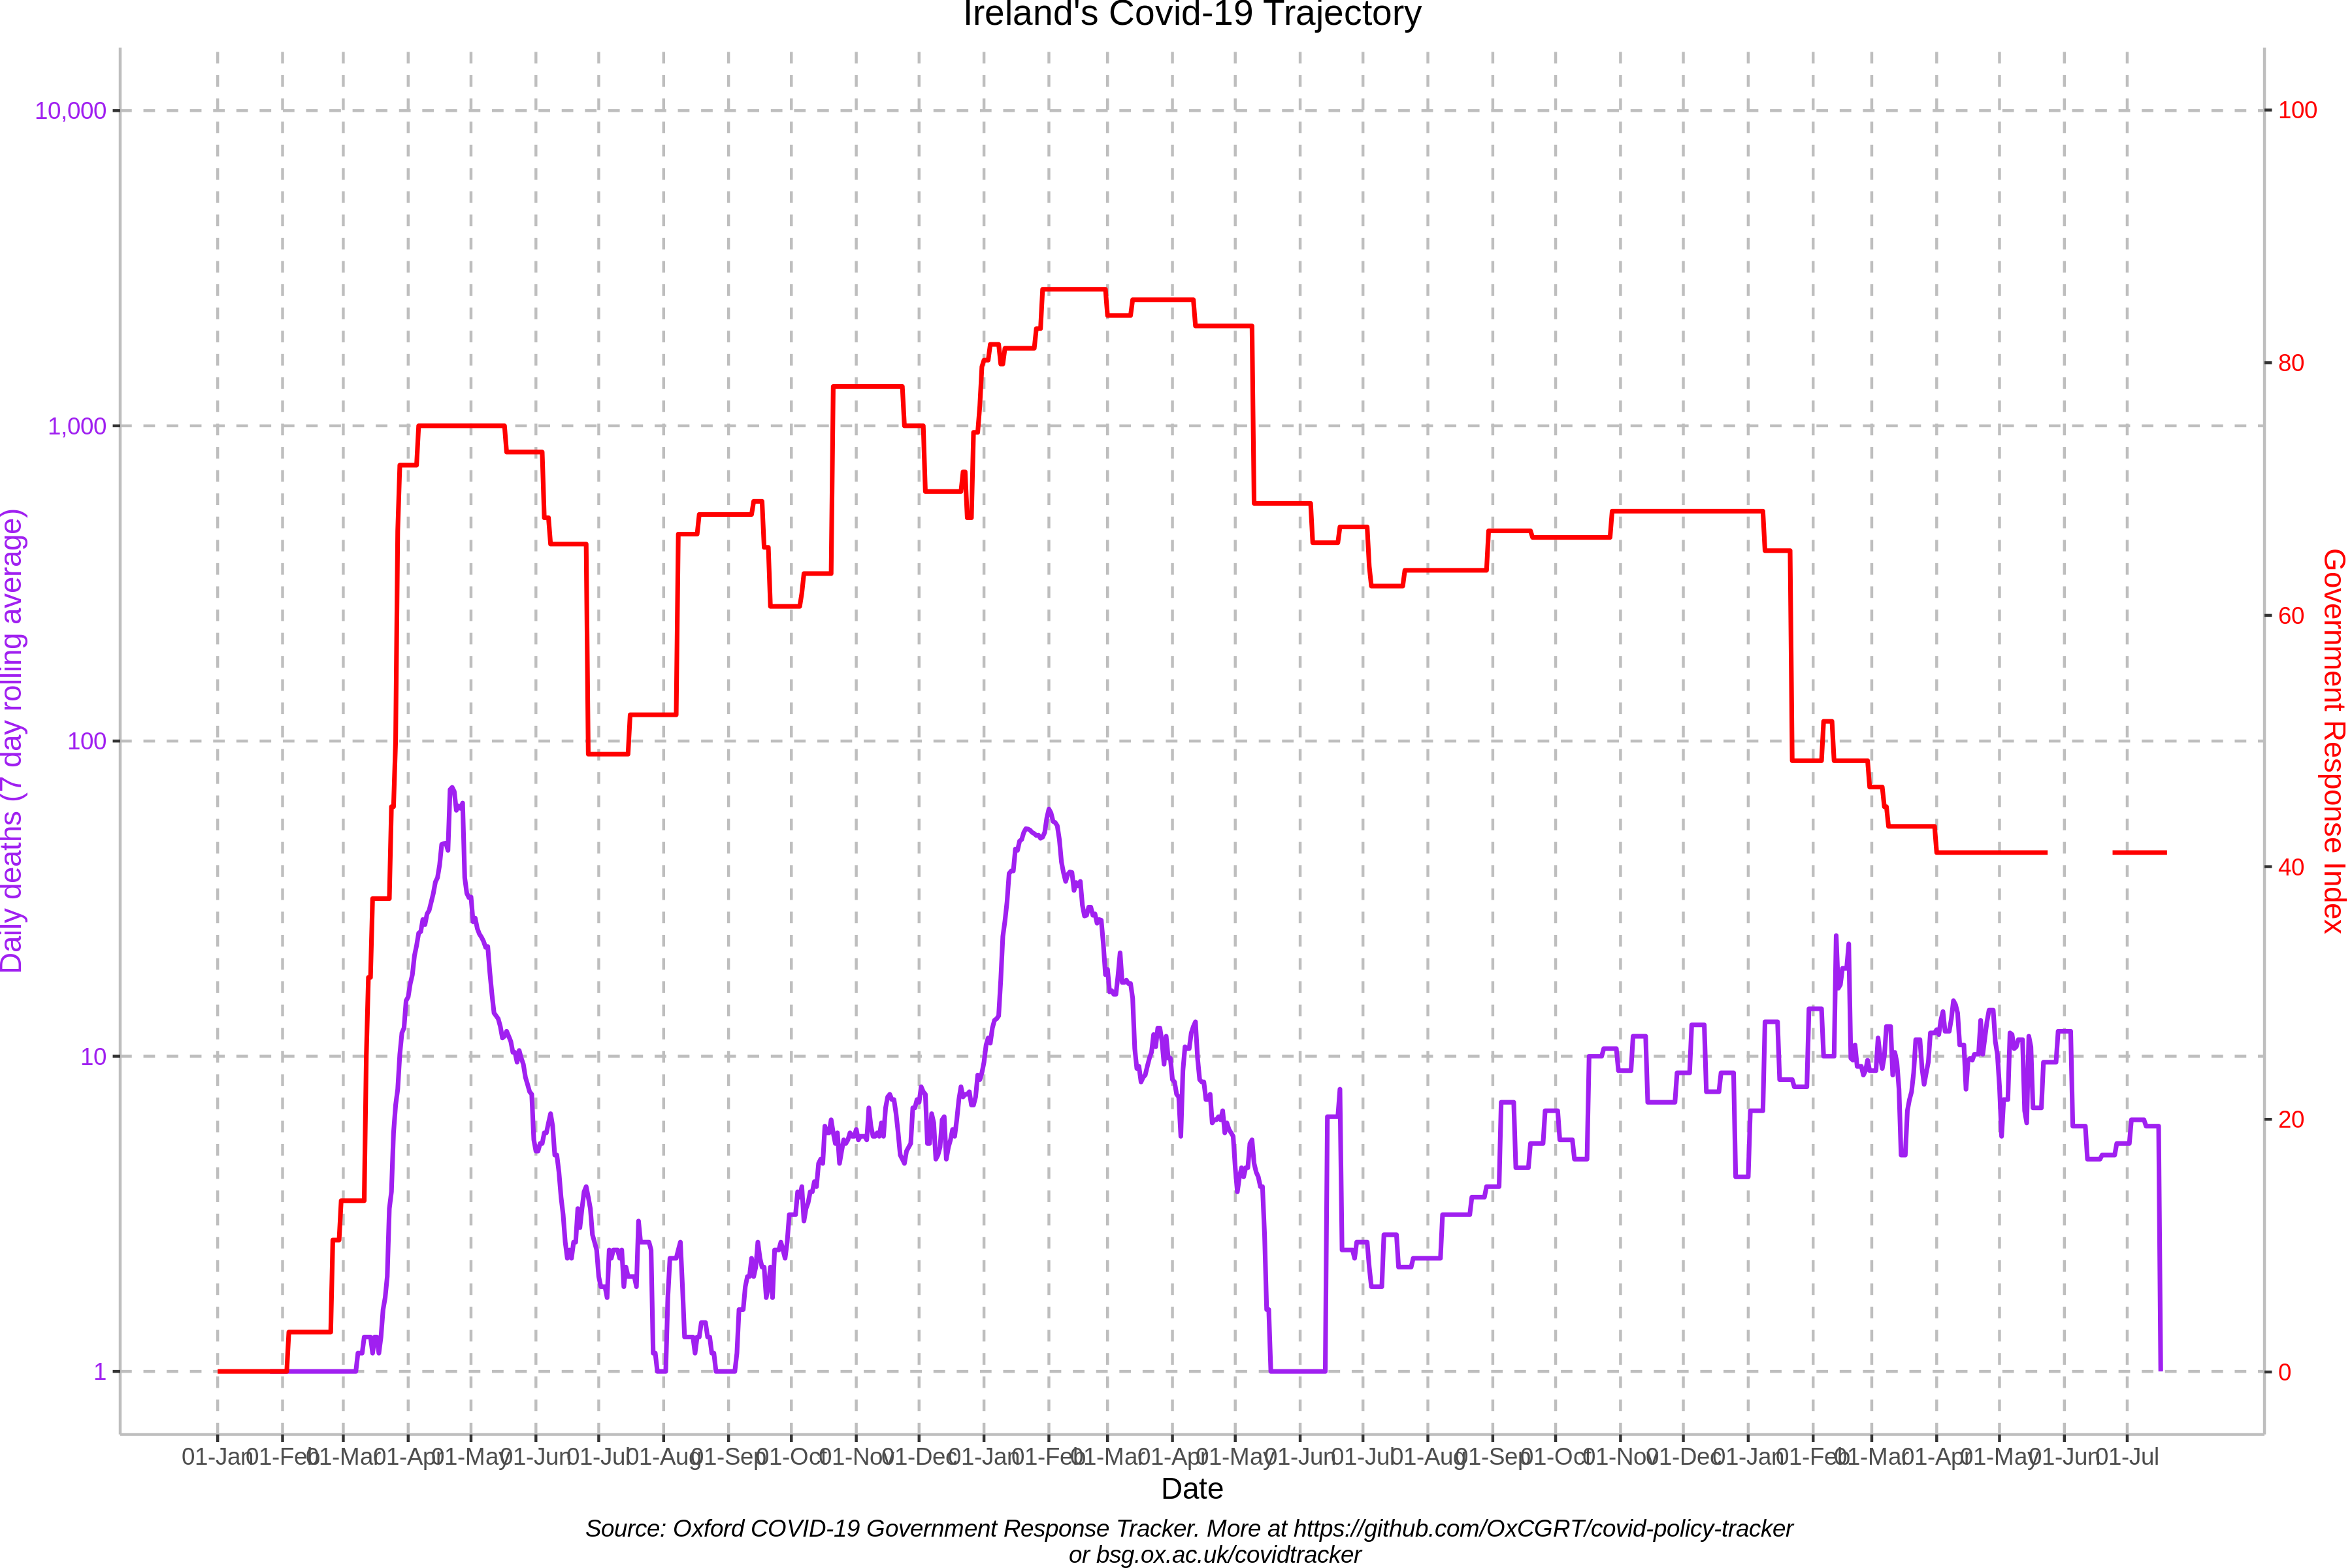 Ireland's Covid-19 Trajectory
10,000
1,000
100
10
1
Daily deaths (7 day rolling average)
100
80
60
40
20
0
Government Response Index
01-Jan 01-Feb 01-Mar 01-Apr 01-May 01-Jun 01-Jul 01-Aug 01-Sep 01-Oct 01-Nov 01-Dec 01-Jan 01-Feb 01-Mar 01-Apr 01-May 01-Jun 01-Jul 01-Aug 01-Sep 01-Oct 01-Nov 01-Dec 01-Jan 01-Feb 01-Mar 01-Apr 01-May 01-Jun 01-Jul
Date
Source: Oxford COVID-19 Government Response Tracker. More at https://github.com/OxCGRT/covid-policy-tracker
or bsg.ox.ac.uk/covidtracker